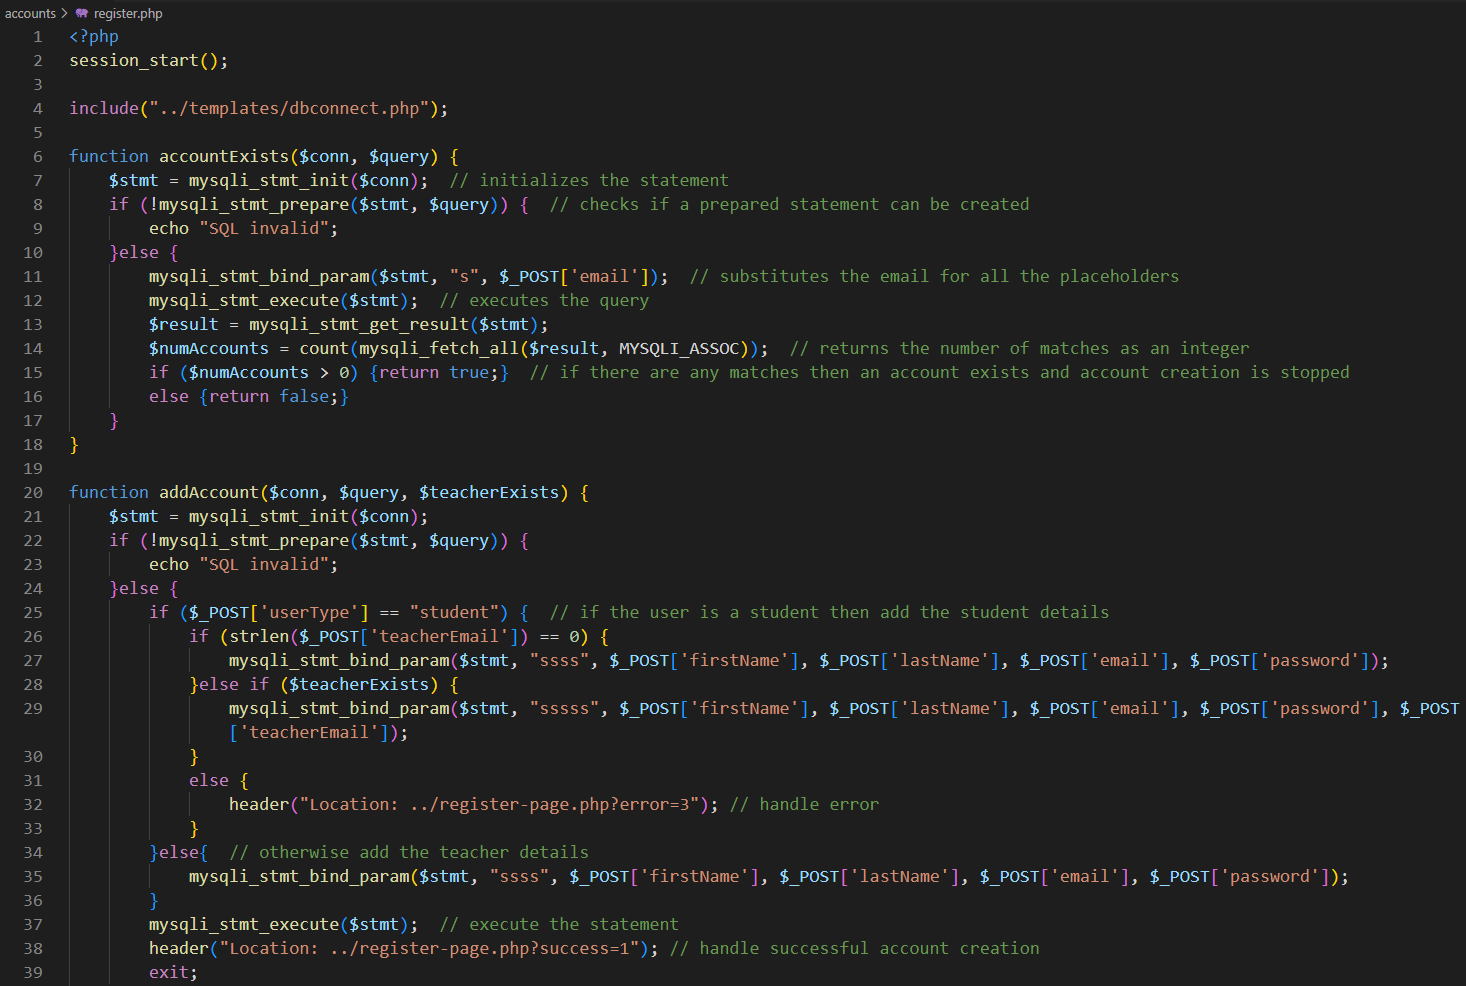 accounts > register.php
1 <?php
2 session_start();
3
4 include("../templates/dbconnect.php");
5
6 function accountExists($conn, $query) {
7     $stmt = mysqli_stmt_init($conn);  // initializes the statement
8     if (!mysqli_stmt_prepare($stmt, $query)) {  // checks if a prepared statement can be created
9         echo "SQL invalid";
10     }else {
11         mysqli_stmt_bind_param($stmt, "s", $_POST['email']);  // substitutes the email for all the placeholders
12         mysqli_stmt_execute($stmt);  // executes the query
13         $result = mysqli_stmt_get_result($stmt);
14         $numAccounts = count(mysqli_fetch_all($result, MYSQLI_ASSOC));  // returns the number of matches as an integer
15         if ($numAccounts > 0) {return true;}  // if there are any matches then an account exists and account creation is stopped
16         else {return false;}
17     }
18 }
19
20 function addAccount($conn, $query, $teacherExists) {
21     $stmt = mysqli_stmt_init($conn);
22     if (!mysqli_stmt_prepare($stmt, $query)) {
23         echo "SQL invalid";
24     }else {
25         if ($_POST['userType'] == "student") {  // if the user is a student then add the student details
26             if (strlen($_POST['teacherEmail']) == 0) {
27                 mysqli_stmt_bind_param($stmt, "ssss", $_POST['firstName'], $_POST['lastName'], $_POST['email'], $_POST['password']);
28             }else if ($teacherExists) {
29                 mysqli_stmt_bind_param($stmt, "sssss", $_POST['firstName'], $_POST['lastName'], $_POST['email'], $_POST['password'], $_POST
                ['teacherEmail']);
30             }
31             else {
32                 header("Location: ../register-page.php?error=3"); // handle error
33             }
34         }else{  // otherwise add the teacher details
35             mysqli_stmt_bind_param($stmt, "ssss", $_POST['firstName'], $_POST['lastName'], $_POST['email'], $_POST['password']);
36         }
37         mysqli_stmt_execute($stmt);  // execute the statement
38         header("Location: ../register-page.php?success=1"); // handle successful account creation
39         exit;